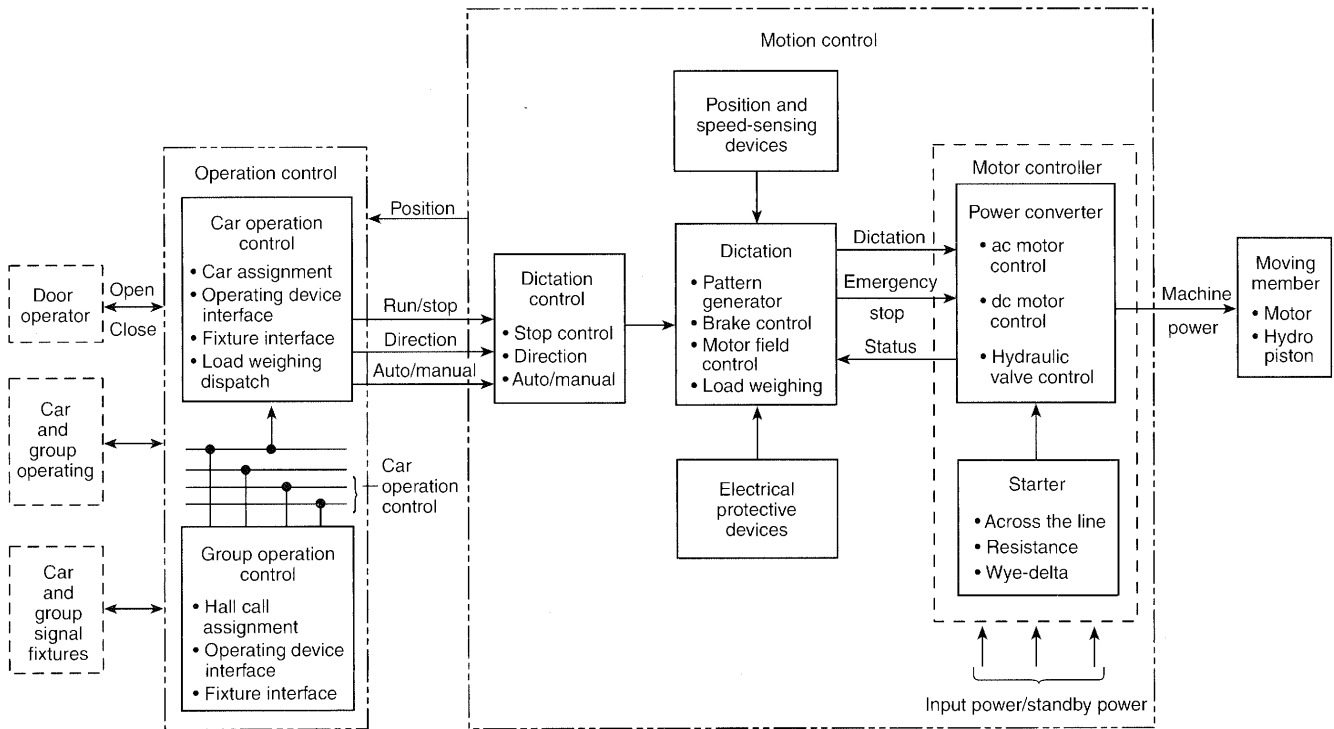 Motion control
Position and
speed-sensing
devices
Operation control
Motor controller
Car operation
control
• Car assignment
• Operating device
interface
• Fixture interface
• Load weighing
dispatch
Position
Door
operator
Open
Close
Run/stop
Direction
Auto/manual
Dictation
control
• Stop control
• Direction
• Auto/manual
Dictation
• Pattern
generator
• Brake control
• Motor field
control
• Load weighing
Dictation
Emergency
stop
Status
Power converter
• ac motor
control
• dc motor
control
• Hydraulic
valve control
Machine
power
Moving
member
• Motor
• Hydro
piston
Car
and
group
operating
Car
operation
control
Electrical
protective
devices
Starter
• Across the line
• Resistance
• Wye-delta
Car
and
group
signal
fixtures
Group operation
control
• Hall call
assignment
• Operating device
interface
• Fixture interface
Input power/standby power